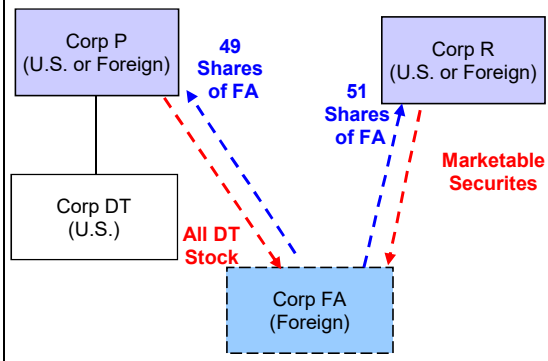 Corp P
(U.S. or Foreign)
49
Shares
of FA
Corp R
(U.S. or Foreign)
51
Shares
of FA
Marketable
Securites
Corp DT
(U.S.)
All DT
Stock
Corp FA
(Foreign)